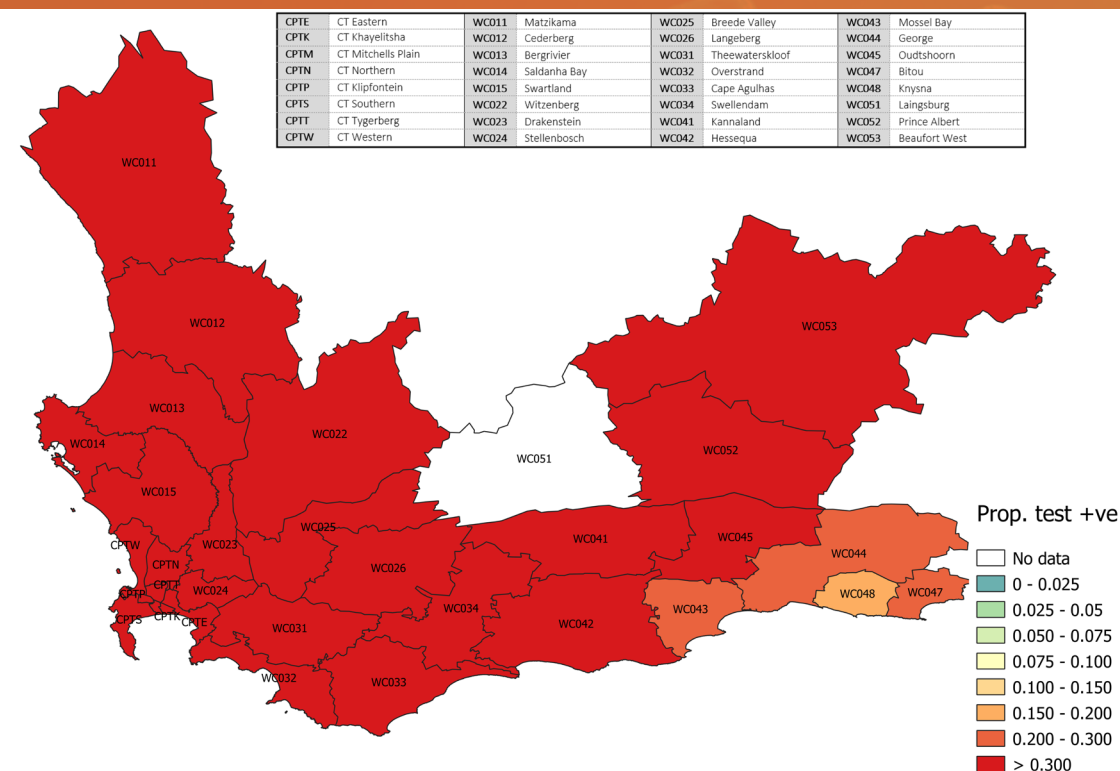 CPTE CT Eastern WC011 Matzikama WC025 Breede Valley WC043 Mossel Bay
CPTK CT Khayelitsha WC012 Cederberg WC026 Langeberg WC044 George
CPTM CT Mitchells Plain WC013 Bergrivier WC031 Theewaterskloof WC045 Oudtshoorn
CPTN CT Northern WC014 Saldanha Bay WC032 Overstrand WC047 Bitou
CPTP CT Klipfontein WC015 Swartland WC033 Cape Agulhas WC048 Knysna
CPTS CT Southern WC022 Witzenberg WC034 Swellendam WC051 Laingsburg
CPTT CT Tygerberg WC023 Drakenstein WC041 Kannaland WC052 Prince Albert
CPTW CT Western WC024 Stellenbosch WC042 Hessequa WC053 Beaufort West
WC011
WC012
WC053
WC013
WC022
WC014
WC052
WC051
WC015
WC025
WC041
WC045
CPTW
WC023
WC044
CPTN
WC026
WC024
CPTP
WC048
WC047
WC034
WC043
CPTS
CPTK
CPTE
WC031
WC042
WC032
WC033
Prop. test +ve
No data
0 - 0.025
0.025 - 0.05
0.050 - 0.075
0.075 - 0.100
0.100 - 0.150
0.150 - 0.200
0.200 - 0.300
> 0.300